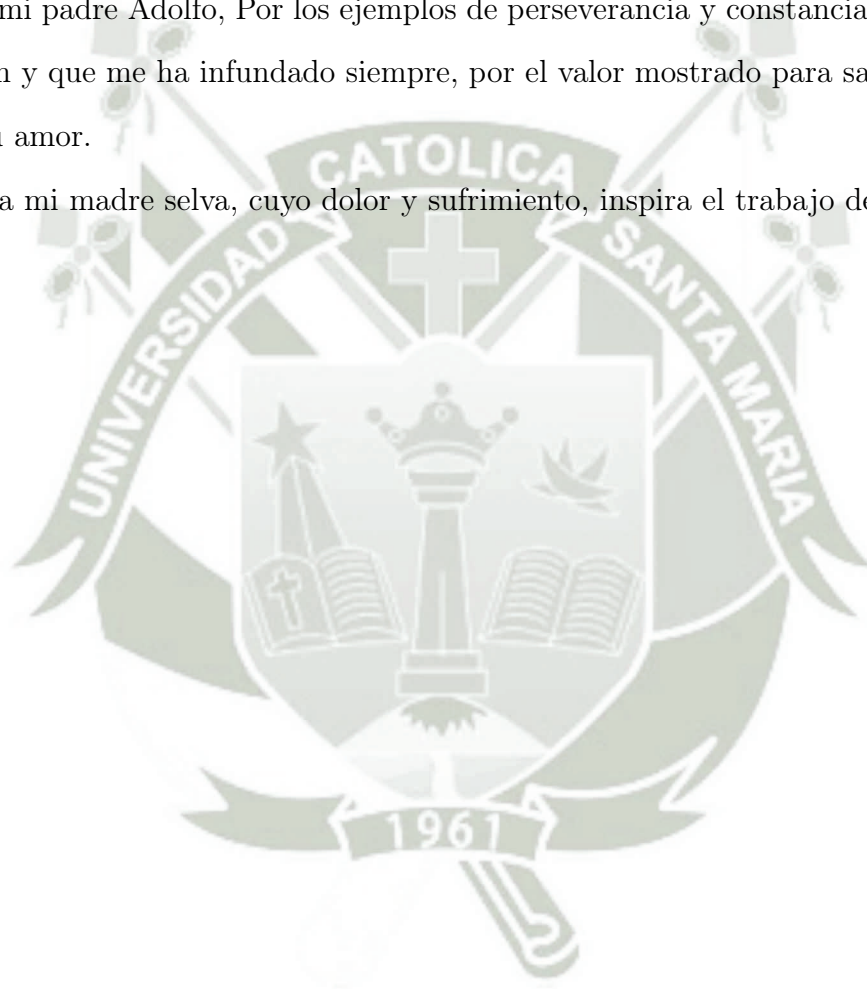 mi padre Adolfo, Por los ejemplos de perseverancia y constancia
y que me ha infundado siempre, por el valor mostrado para sa
amor.
a mi madre selva, cuyo dolor y sufrimiento, inspira el trabajo de
CATOLICA
UNIVERSIDAD
SANTA MARIA
1961